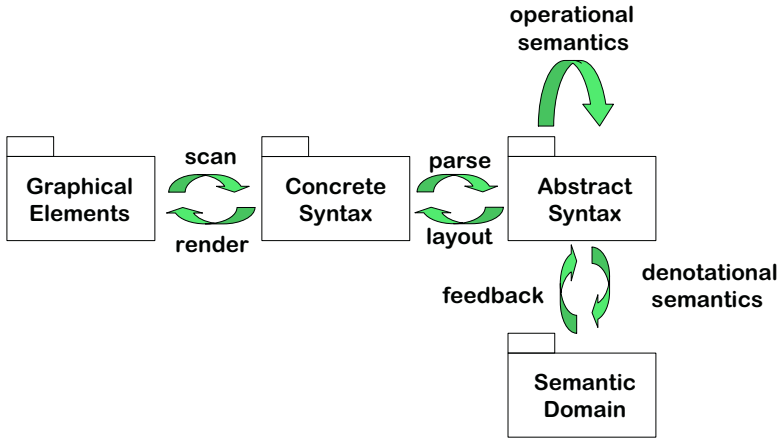 operational
semantics
scan
parse
Graphical
Elements
Concrete
Syntax
Abstract
Syntax
render
layout
feedback
denotational
semantics
Semantic
Domain